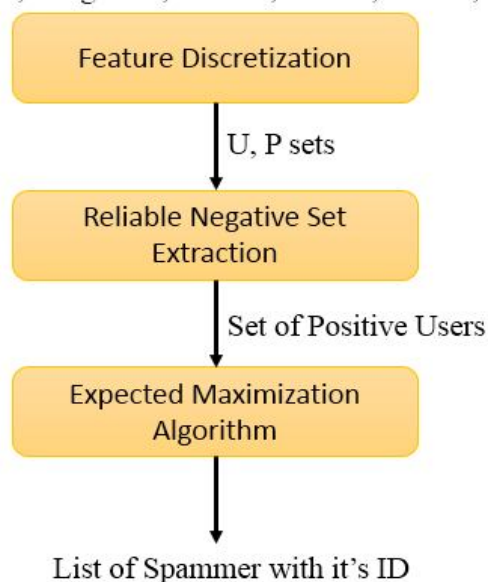 Feature Discretization
U, P sets
Reliable Negative Set
Extraction
Set of Positive Users
Expected Maximization
Algorithm
List of Spammer with it's ID